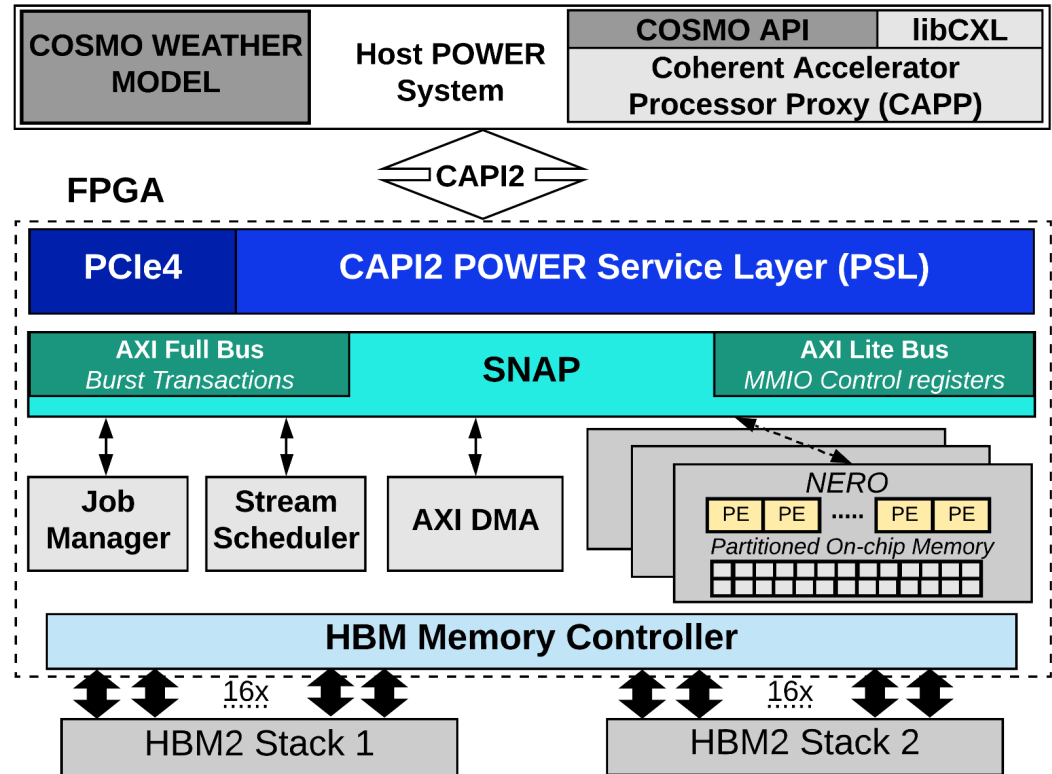 COSMO WEATHER
MODEL
Host POWER
System
COSMO API
libCXL
Coherent Accelerator
Processor Proxy (CAPP)
CAPI2
FPGA
PCIe4
CAPI2 POWER Service Layer (PSL)
AXI Full Bus
Burst Transactions
SNAP
AXI Lite Bus
MMIO Control registers
Job
Manager
Stream
Scheduler
AXI DMA
NERO
PE PE ..... PE PE
Partitioned On-chip Memory
HBM Memory Controller
16x
16x
HBM2 Stack 1
HBM2 Stack 2